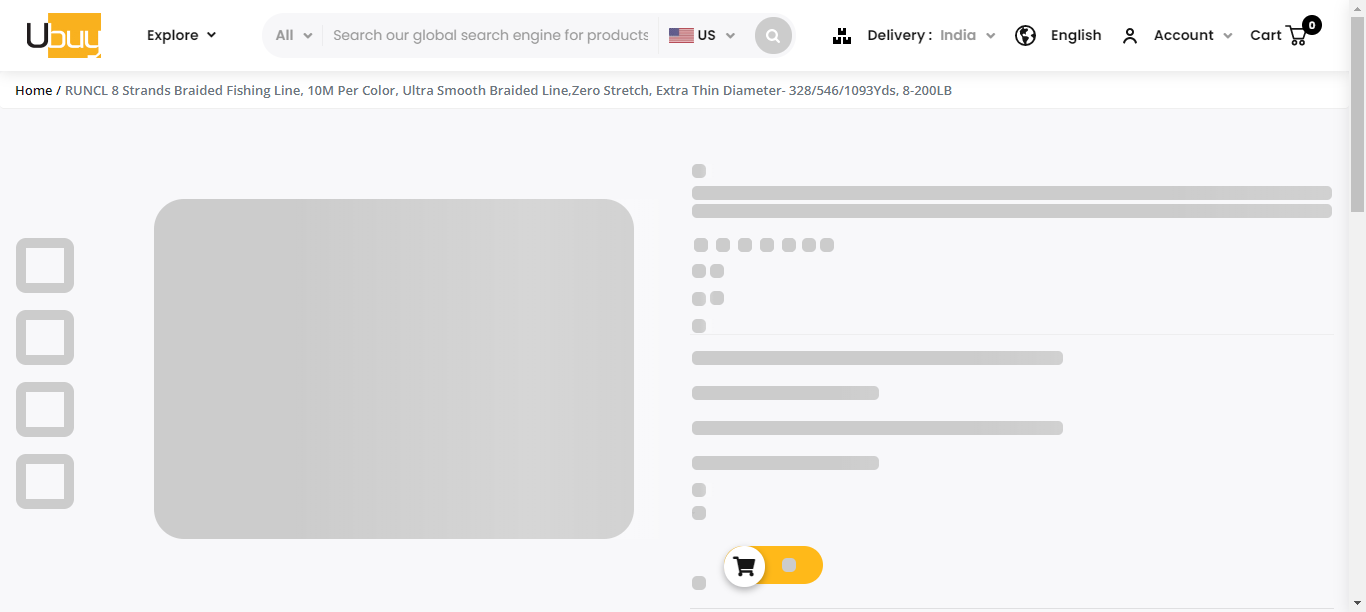 Ubuy
Explore
All
Search our global search engine for products
US
Delivery :
India
English
Account
Cart
0
Home / RUNCL 8 Strands Braided Fishing Line, 10M Per Color, Ultra Smooth Braided Line,Zero Stretch, Extra Thin Diameter- 328/546/1093Yds, 8-200LB